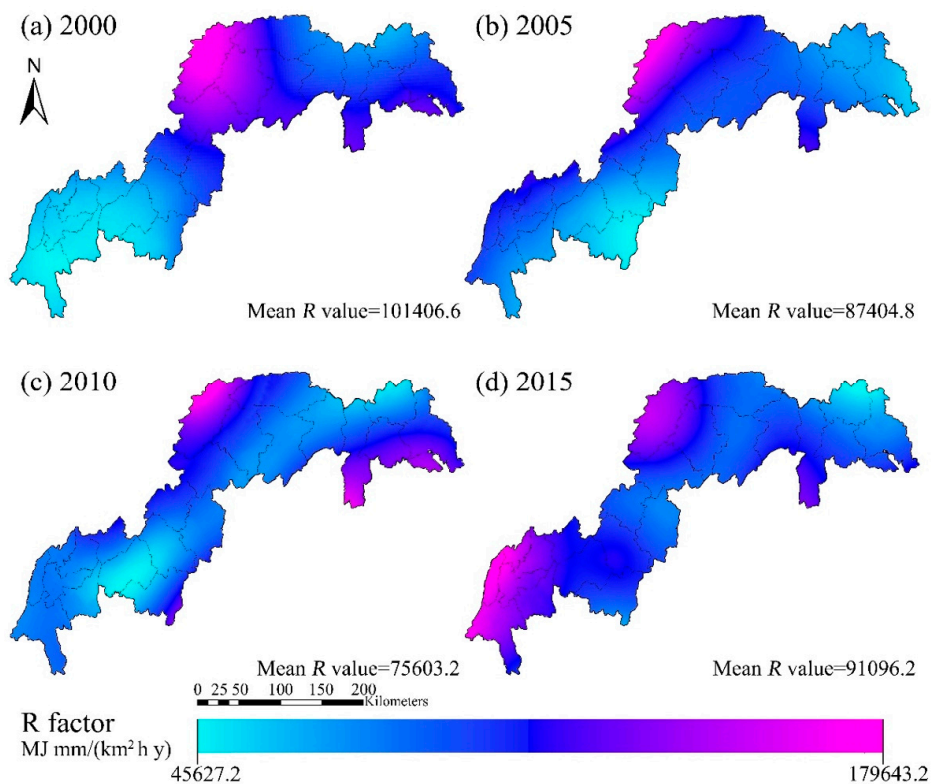 (a) 2000
(b) 2005
N
Mean R value=101406.6
Mean R value=87404.8
(c) 2010
(d) 2015
Mean R value=75603.2
Mean R value=91096.2
0 25 50 100 150 200
Kilometers
R factor
MJ mm/(km² h y)
45627.2
179643.2